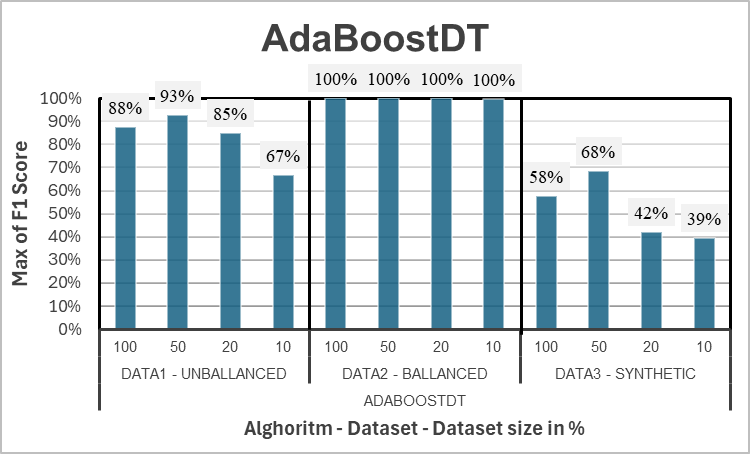 AdaBoostDT
100% 100% 100% 100%
88% 93% 85% 67%
58% 68% 42% 39%
100%
90%
80%
70%
60%
50%
40%
30%
20%
10%
0%
Max of F1 Score
100 50 20 10 100 50 20 10 100 50 20 10
DATA1 - UNBALLANCED DATA2 - BALLANCED DATA3 - SYNTHETIC
ADABOOSTDT
Alghoritm - Dataset - Dataset size in %